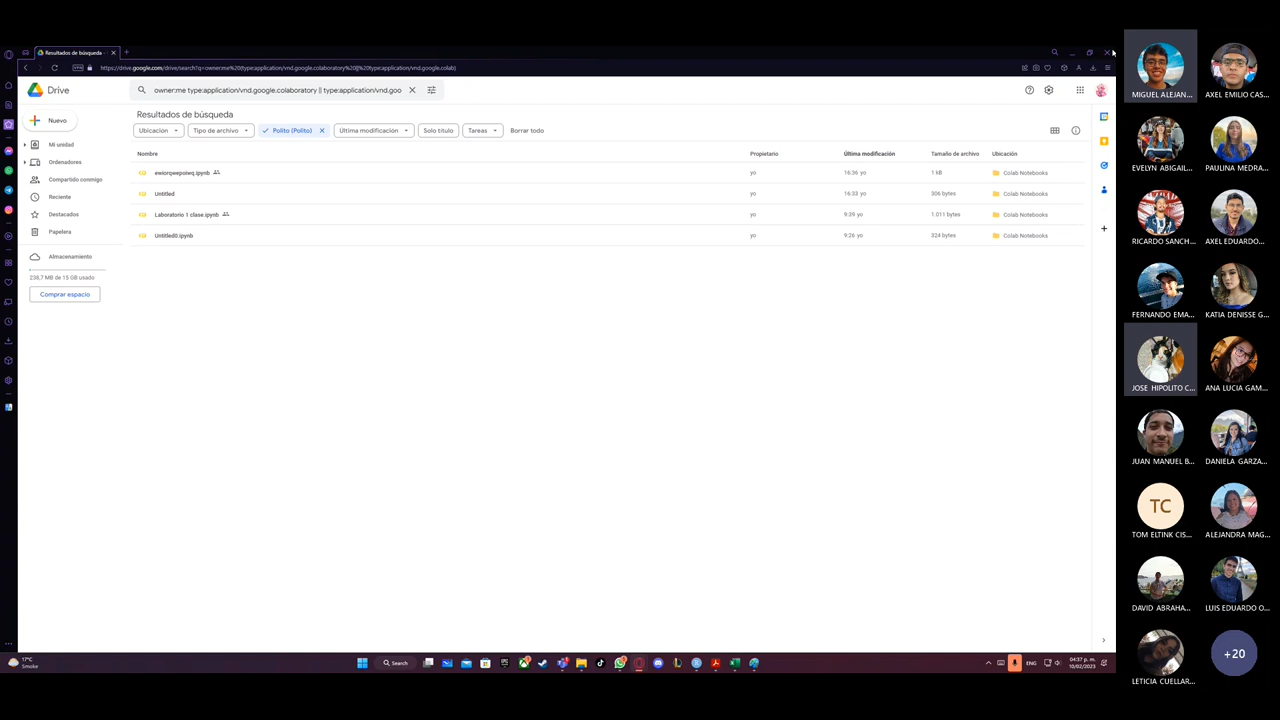 Resultados de búsqueda -
https://drive.google.com/drive/search?q=owner:me%20(type:application/vnd.google.colaboratory%20||%20type:application/vnd.google.colab)
Drive
owner:me type:application/vnd.google.colaboratory || type:application/vnd.goo
Nuevo
Mi unidad
Ordenadores
Compartido conmigo
Reciente
Destacados
Papelera
Almacenamiento
238,7 MB de 15 GB usado
Comprar espacio
Resultados de búsqueda
Ubicación
Tipo de archivo
Polito (Polito)
Última modificación
Solo título
Tareas
Borrar todo
Nombre Propietario Última modificación Tamaño de archivo Ubicación
ewiorqwepoiwq.ipynb yo 16:36 yo 1 kB Colab Notebooks
Untitled yo 16:33 yo 306 bytes Colab Notebooks
Laboratorio 1 clase.ipynb yo 9:39 yo 1.011 bytes Colab Notebooks
Untitled0.ipynb yo 9:26 yo 324 bytes Colab Notebooks
17°C
Smoke
Search
ENG
04:37 p. m.
10/02/2023
MIGUEL ALEJAN...
AXEL EMILIO CAS...
EVELYN ABIGAIL...
PAULINA MEDRA...
RICARDO SANCH...
AXEL EDUARDO...
FERNANDO EMA...
KATIA DENISSE G...
JOSE HIPOLITO C...
ANA LUCIA GAM...
JUAN MANUEL B...
DANIELA GARZA...
TC
TOM ELTINK CIS...
ALEJANDRA MAG...
DAVID ABRAHA...
LUIS EDUARDO O...
LETICIA CUELLAR...
+20